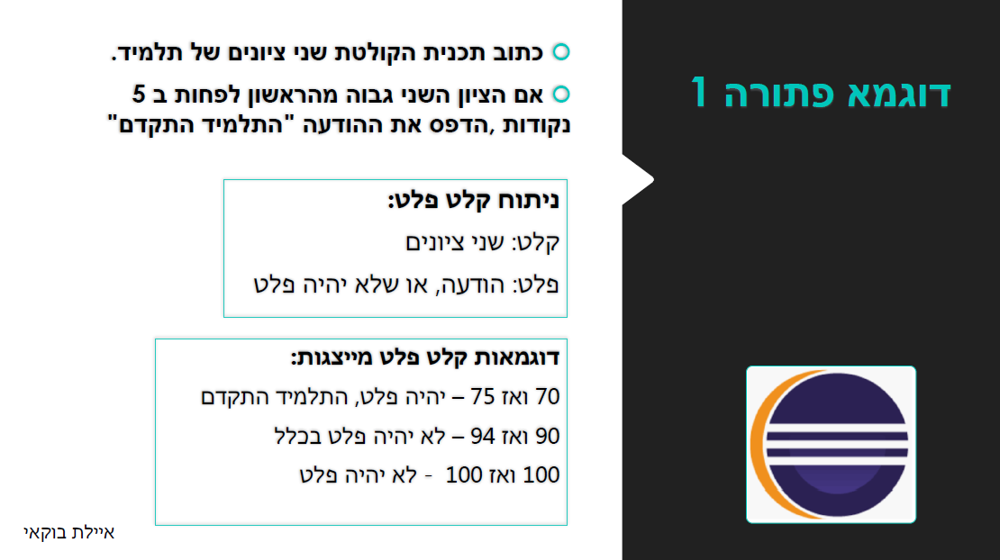 דוגמא פתורה 1
כתוב תכנית הקולטת שני ציונים של תלמיד.
אם הציון השני גבוה מהראשון לפחות ב 5
נקודות ,הדפס את ההודעה "התלמיד התקדם"
ניתוח קלט פלט:
קלט: שני ציונים
פלט: הודעה, או שלא יהיה פלט
דוגמאות קלט פלט מייצגות:
70 ואז 75 – יהיה פלט, התלמיד התקדם
90 ואז 94 – לא יהיה פלט בכלל
100 ואז 100 - לא יהיה פלט
איילת בוקאי